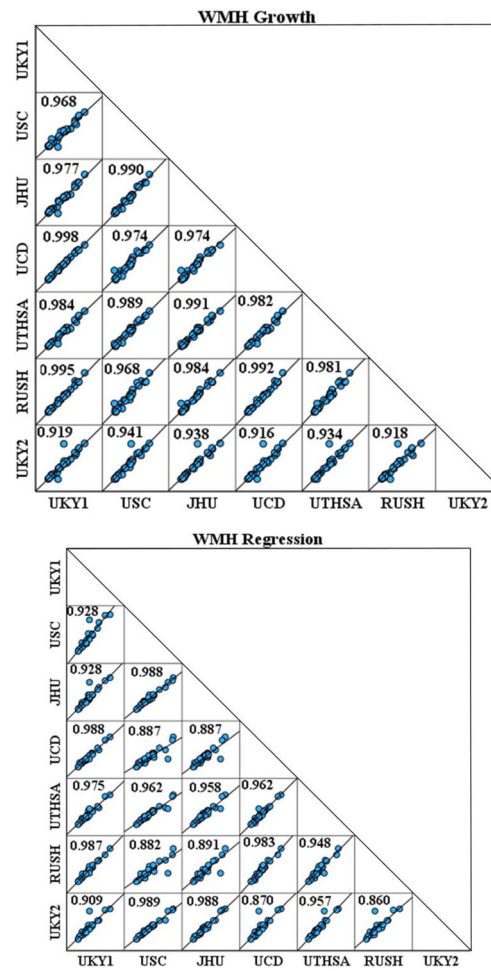 WMH Growth
UKY1
USC 0.968
JHU 0.977 0.990
UCD 0.998 0.974 0.974
UTHSA 0.984 0.989 0.991 0.982
RUSH 0.995 0.968 0.984 0.992 0.981
UKY2 0.919 0.941 0.938 0.916 0.934 0.918
UKY1 USC JHU UCD UTHSA RUSH UKY2
WMH Regression
UKY1
USC 0.928
JHU 0.928 0.988
UCD 0.988 0.887 0.887
UTHSA 0.975 0.962 0.958 0.962
RUSH 0.987 0.882 0.891 0.983 0.948
UKY2 0.909 0.989 0.988 0.870 0.957 0.860
UKY1 USC JHU UCD UTHSA RUSH UKY2